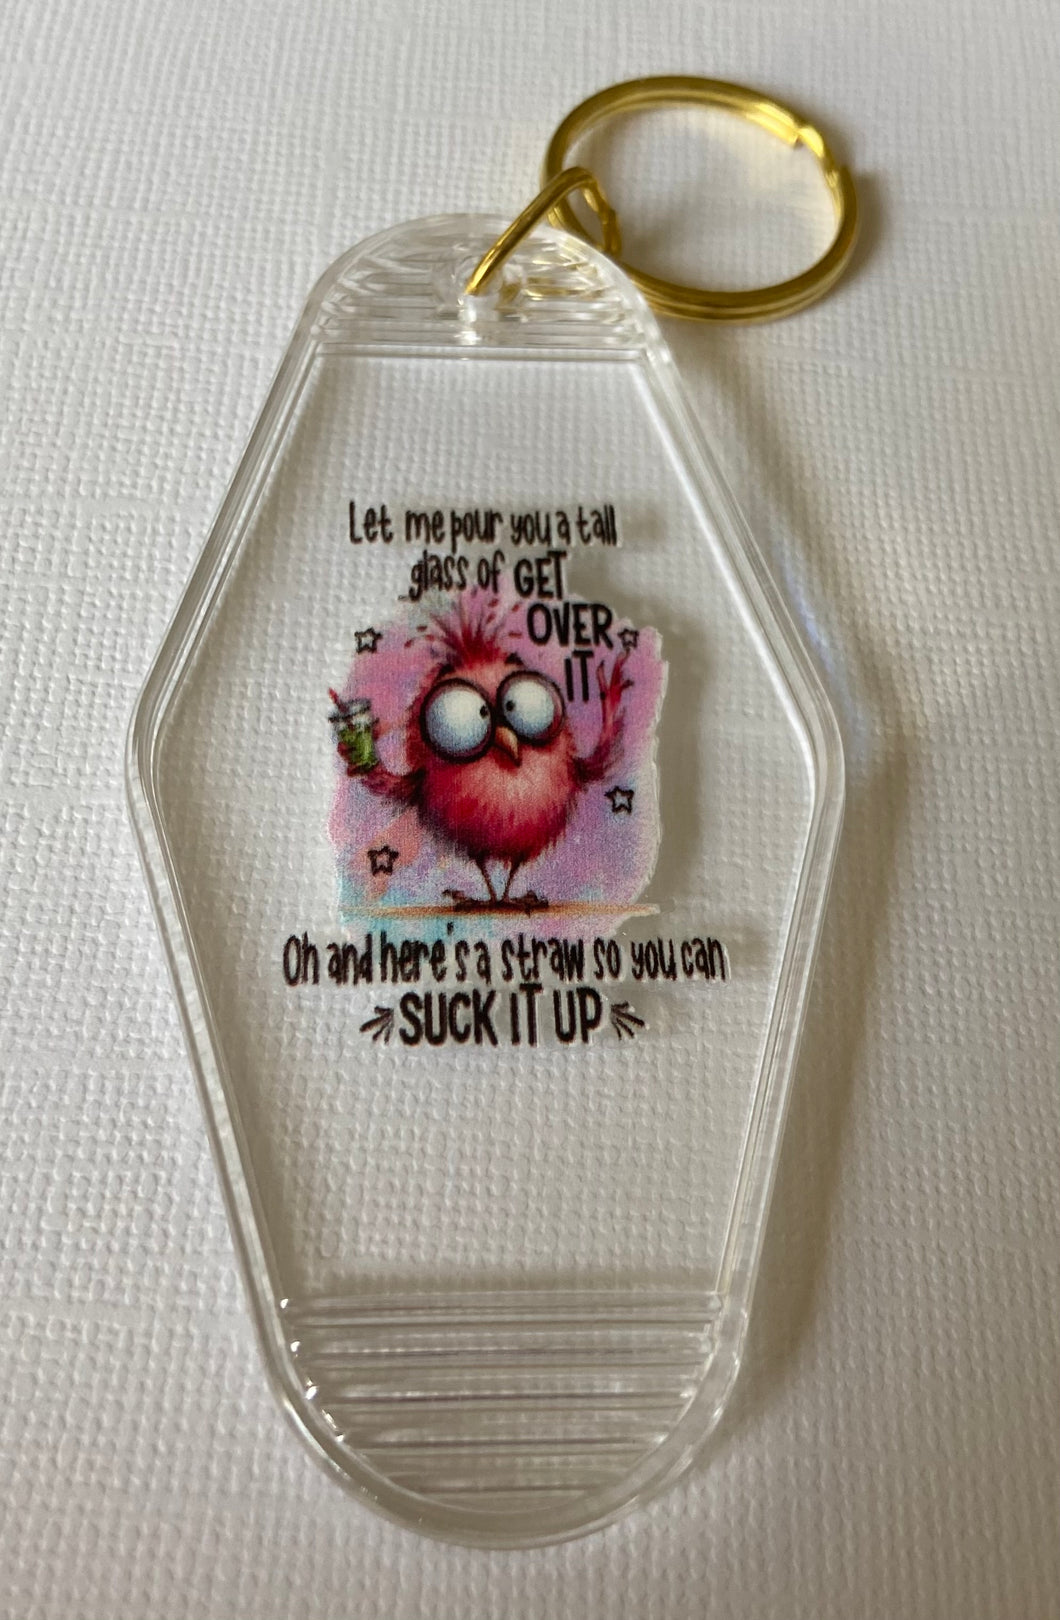 Let me pour you a tall
glass of GET
OVER
IT
Oh and here's a straw so you can
SUCK IT UP